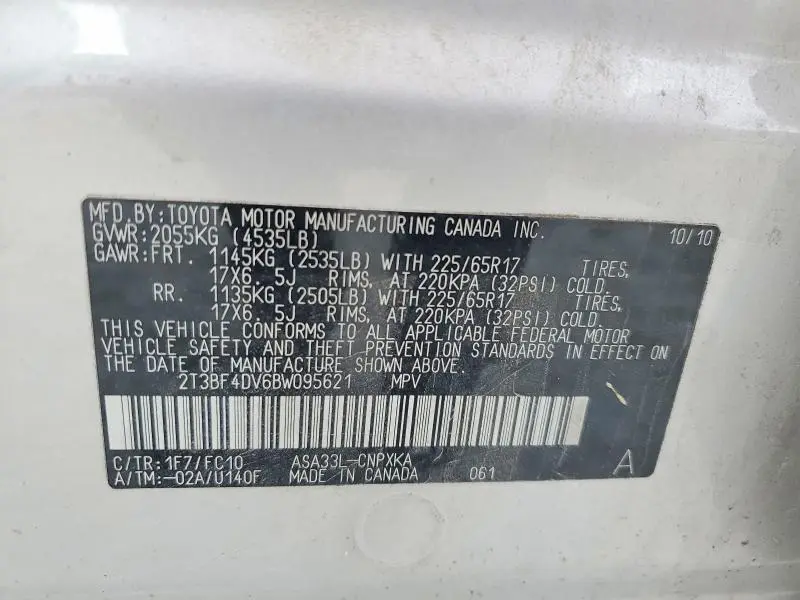 MFD.BY:TOYOTA MOTOR MANUFACTURING CANADA INC. 10/10
GVWR:2055KG (4535LB)
GAWR:FRT. 1145KG (2535LB) WITH 225/65R17 TIRES,
17X6. 5J RIMS, AT 220KPA (32PSI) COLD.
RR. 1135KG (2505LB) WITH 225/65R17 TIRES,
17X6. 5J RIMS, AT 220KPA (32PSI) COLD.
THIS VEHICLE CONFORMS TO ALL APPLICABLE FEDERAL MOTOR
VEHICLE SAFETY AND THEFT PREVENTION STANDARDS IN EFFECT ON
THE DATE OF MANUFACTURE SHOWN ABOVE.
2T3BF4DV6BW095621 MPV
C/TR:1F7/FC10 ASA33L-CNPXKA
A/TM:-02A/U140F MADE IN CANADA 061 A